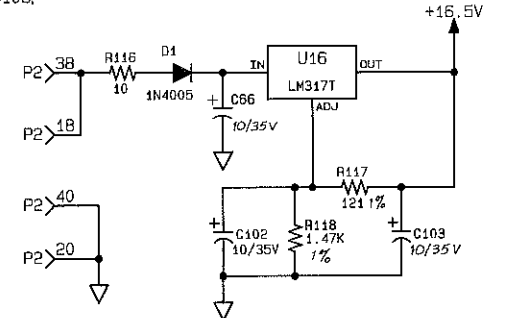 +16.5V
P2 38
R116
10
D1
1N4005
IN
U16
LM317T
OUT
ADJ
+
C66
10/35V
P2 18
R117
121 1%
P2 40
P2 20
+
C102
10/35V
R118
1.47K
1%
+
C103
10/35V